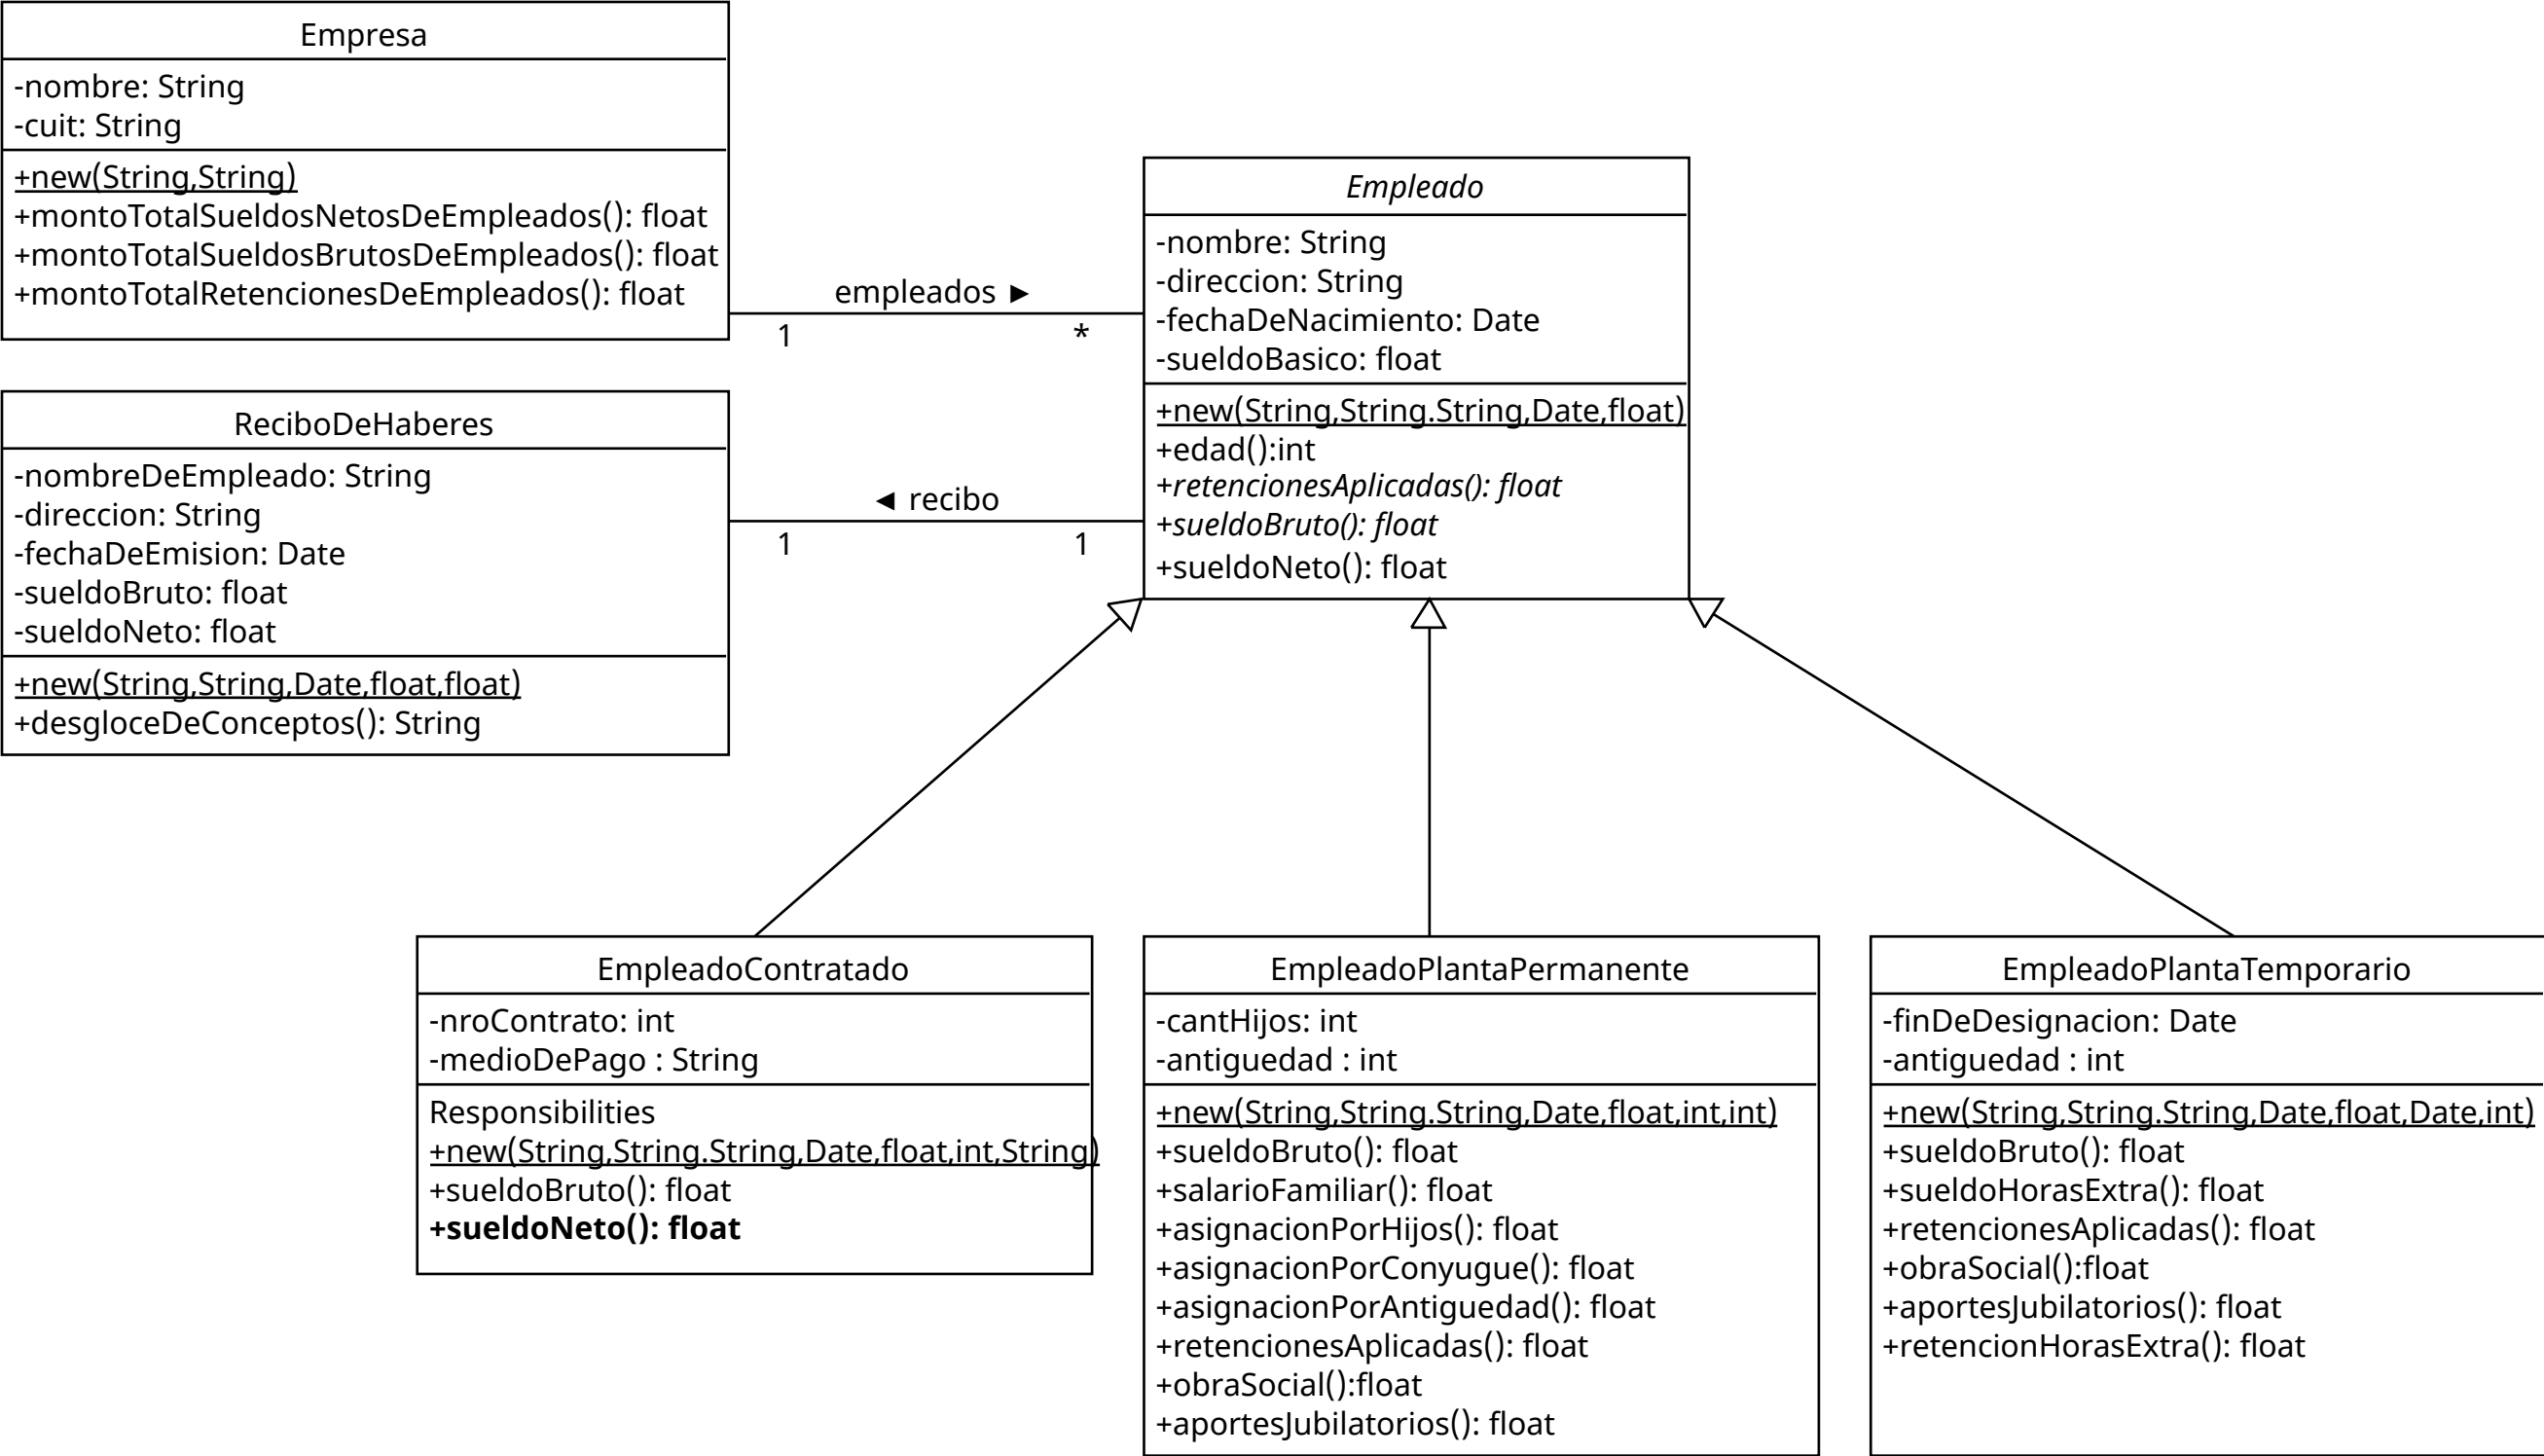 Empresa
-nombre: String
-cuit: String
+new(String,String)
+montoTotalSueldosNetosDeEmpleados(): float
+montoTotalSueldosBrutosDeEmpleados(): float
+montoTotalRetencionesDeEmpleados(): float
empleados ►
1
*
Empleado
-nombre: String
-direccion: String
-fechaDeNacimiento: Date
-sueldoBasico: float
+new(String,String.String,Date,float)
+edad():int
+retencionesAplicadas(): float
+sueldoBruto(): float
+sueldoNeto(): float
ReciboDeHaberes
-nombreDeEmpleado: String
-direccion: String
-fechaDeEmision: Date
-sueldoBruto: float
-sueldoNeto: float
+new(String,String,Date,float,float)
+desgloceDeConceptos(): String
◄ recibo
1
1
EmpleadoContratado
-nroContrato: int
-medioDePago : String
Responsibilities
+new(String,String.String,Date,float,int,String)
+sueldoBruto(): float
+sueldoNeto(): float
EmpleadoPlantaPermanente
-cantHijos: int
-antiguedad : int
+new(String,String.String,Date,float,int,int)
+sueldoBruto(): float
+salarioFamiliar(): float
+asignacionPorHijos(): float
+asignacionPorConyugue(): float
+asignacionPorAntiguedad(): float
+retencionesAplicadas(): float
+obraSocial():float
+aportesJubilatorios(): float
EmpleadoPlantaTemporario
-finDeDesignacion: Date
-antiguedad : int
+new(String,String.String,Date,float,Date,int)
+sueldoBruto(): float
+sueldoHorasExtra(): float
+retencionesAplicadas(): float
+obraSocial():float
+aportesJubilatorios(): float
+retencionHorasExtra(): float